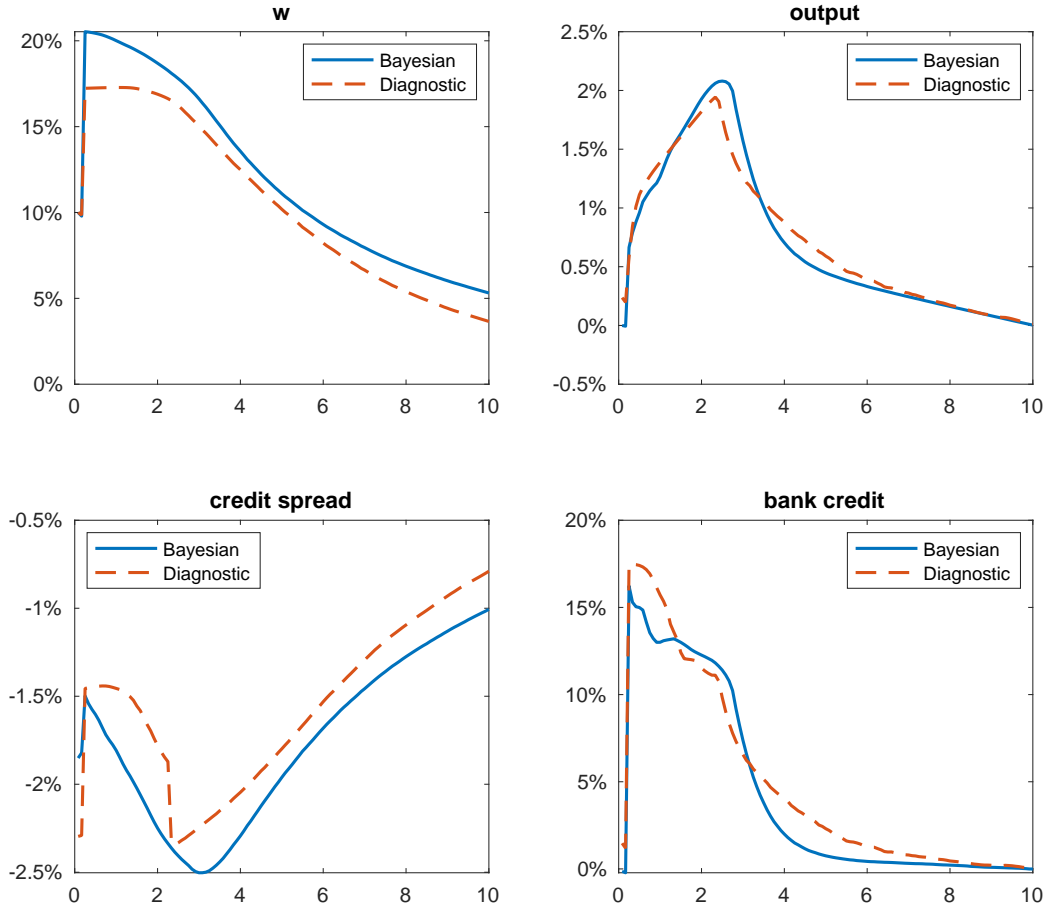 w
20%
15%
10%
5%
0%
0 2 4 6 8 10
Bayesian
Diagnostic
output
2.5%
2%
1.5%
1%
0.5%
0%
-0.5%
0 2 4 6 8 10
Bayesian
Diagnostic
credit spread
-0.5%
-1%
-1.5%
-2%
-2.5%
0 2 4 6 8 10
Bayesian
Diagnostic
bank credit
20%
15%
10%
5%
0%
0 2 4 6 8 10
Bayesian
Diagnostic